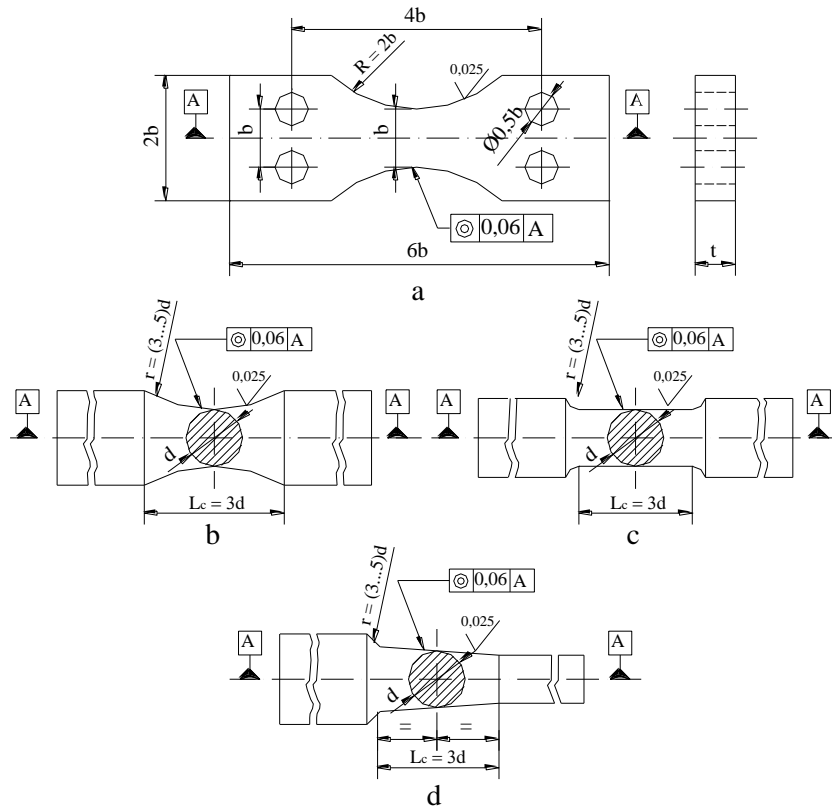 4b
R = 2b
0,025
A
A
2b
b
b
Ø0,5b
◎ 0,06 A
6b
t
a
r = (3...5)d
◎ 0,06 A
0,025
A
A
d
Lc = 3d
b
r = (3...5)d
◎ 0,06 A
0,025
A
A
d
Lc = 3d
c
r = (3...5)d
◎ 0,06 A
0,025
A
A
d
= =
Lc = 3d
d